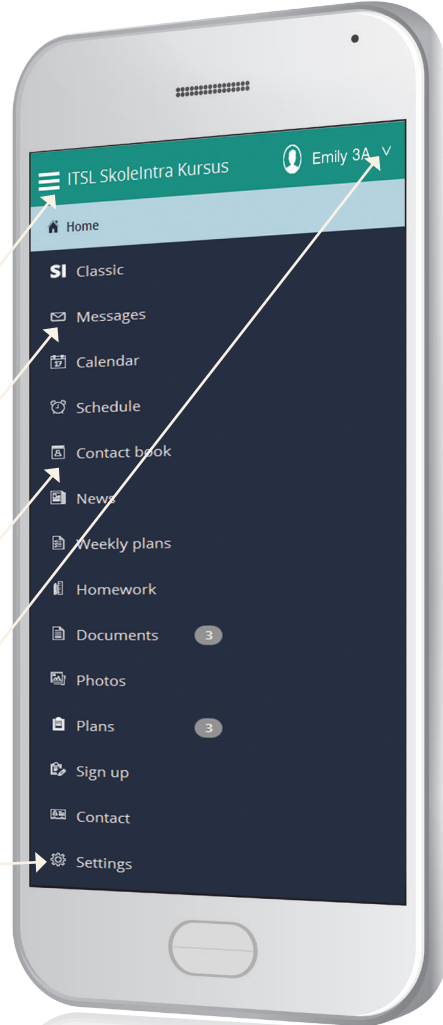 ITSL SkoleIntra Kursus
Emily 3A
Home
SI Classic
Messages
17 Calendar
Schedule
Contact book
News
Weekly plans
Homework
Documents 3
Photos
Plans 3
Sign up
Contact
Settings